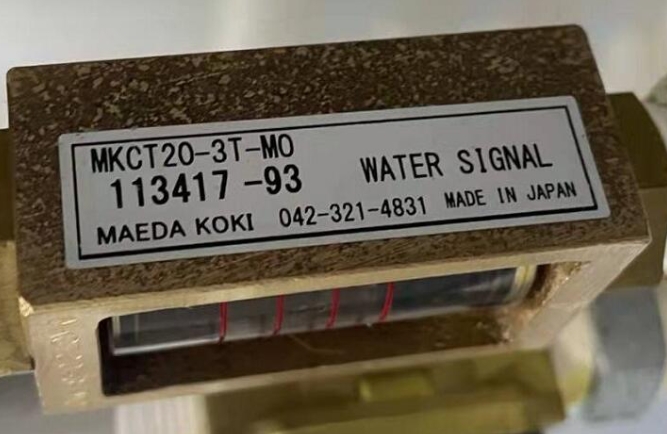 MKCT20-3T-MO
113417-93 WATER SIGNAL
MAEDA KOKI 042-321-4831 MADE IN JAPAN